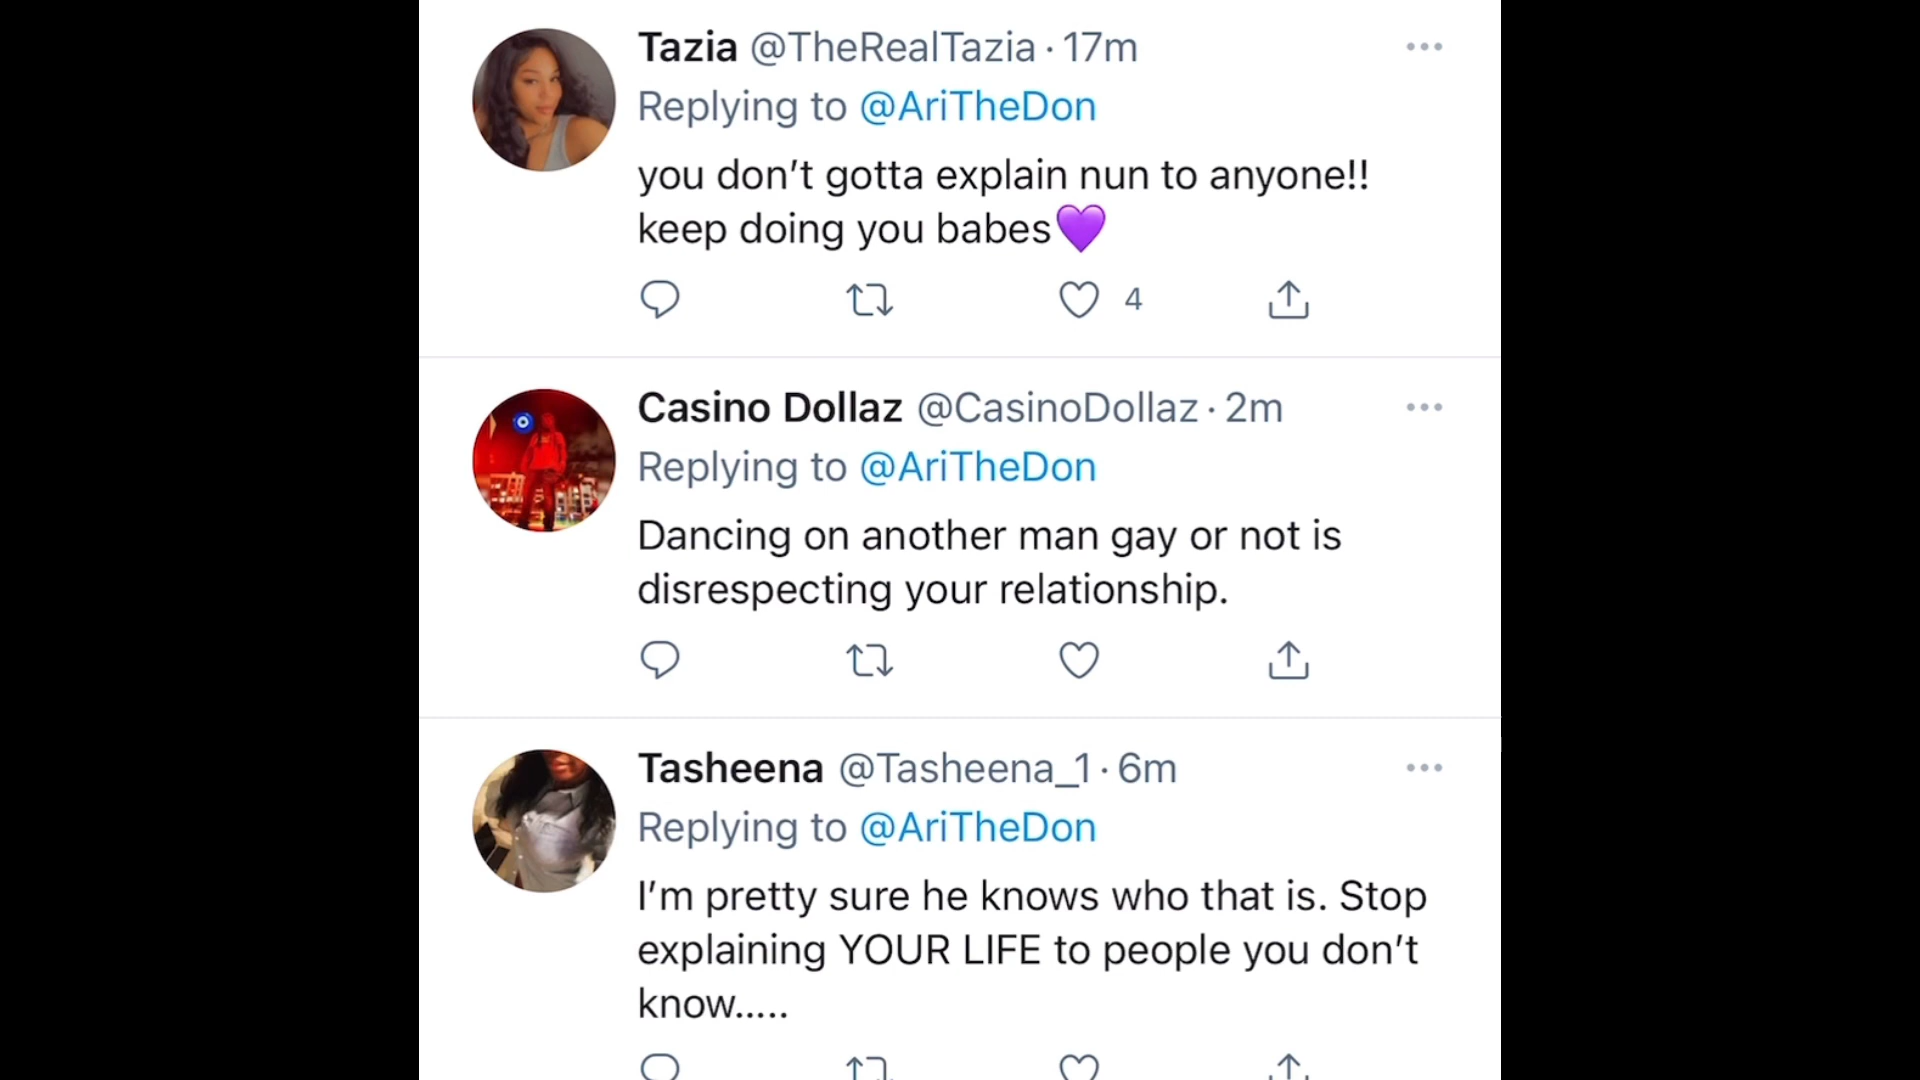 Tazia @TheRealTazia · 17m
Replying to @AriTheDon
you don’t gotta explain nun to anyone!!
keep doing you babes💜
4
Casino Dollaz @CasinoDollaz · 2m
Replying to @AriTheDon
Dancing on another man gay or not is
disrespecting your relationship.
Tasheena @Tasheena_1 · 6m
Replying to @AriTheDon
I’m pretty sure he knows who that is. Stop
explaining YOUR LIFE to people you don’t
know.....